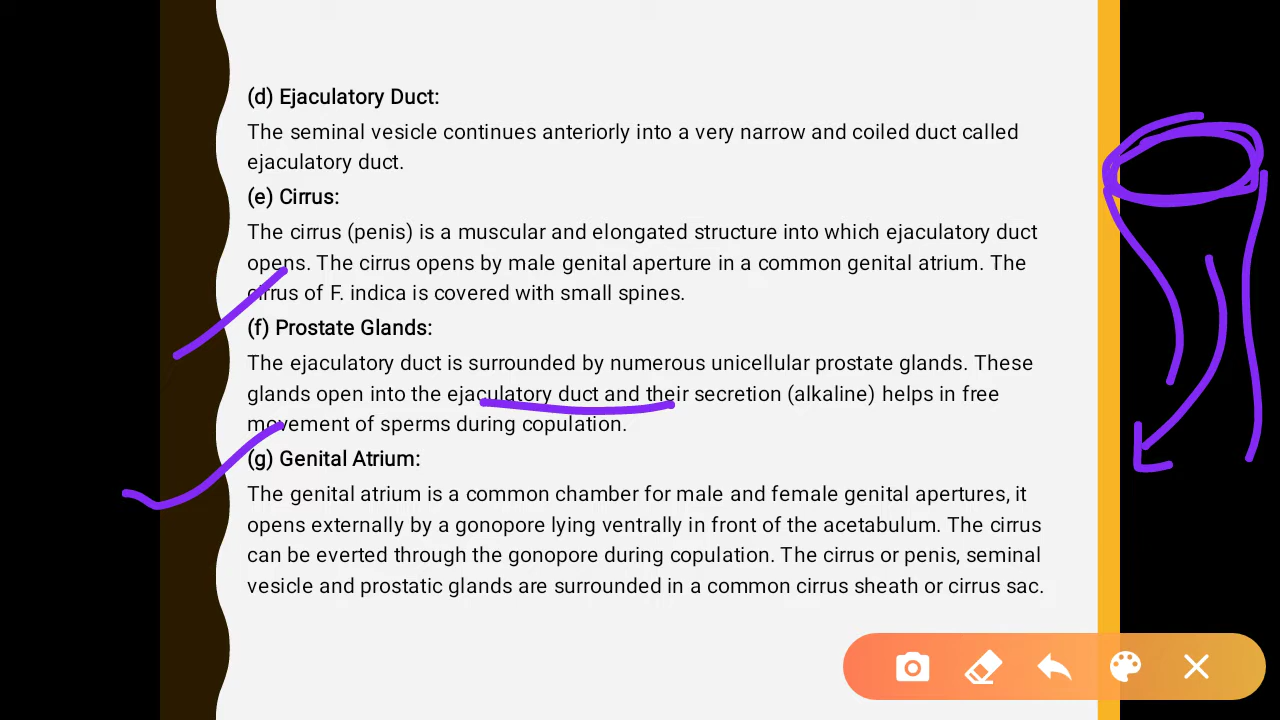 (d) Ejaculatory Duct:
The seminal vesicle continues anteriorly into a very narrow and coiled duct called
ejaculatory duct.
(e) Cirrus:
The cirrus (penis) is a muscular and elongated structure into which ejaculatory duct
opens. The cirrus opens by male genital aperture in a common genital atrium. The
cirrus of F. indica is covered with small spines.
(f) Prostate Glands:
The ejaculatory duct is surrounded by numerous unicellular prostate glands. These
glands open into the ejaculatory duct and their secretion (alkaline) helps in free
movement of sperms during copulation.
(g) Genital Atrium:
The genital atrium is a common chamber for male and female genital apertures, it
opens externally by a gonopore lying ventrally in front of the acetabulum. The cirrus
can be everted through the gonopore during copulation. The cirrus or penis, seminal
vesicle and prostatic glands are surrounded in a common cirrus sheath or cirrus sac.